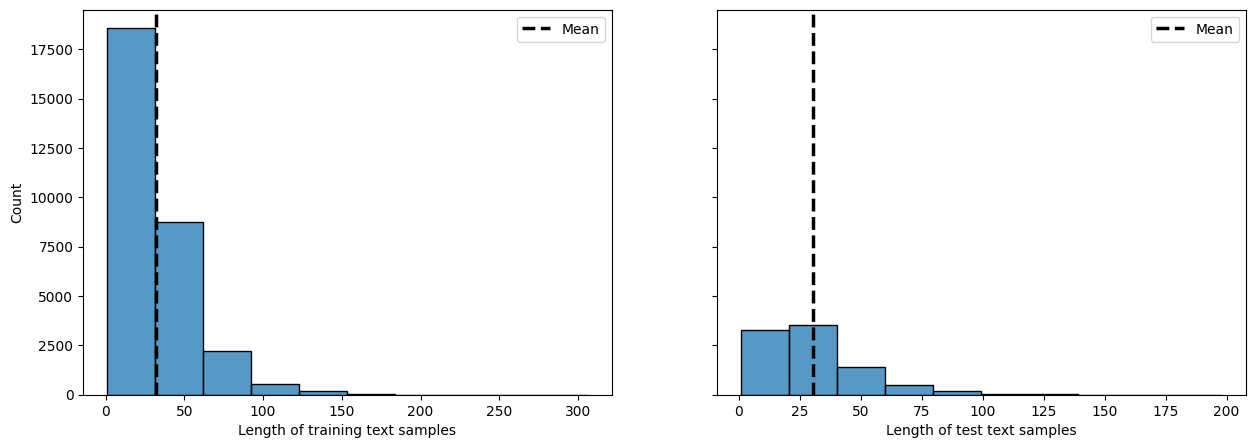 Mean
17500
15000
12500
10000
7500
5000
2500
0
Count
0 50 100 150 200 250 300
Length of training text samples
Mean
0 25 50 75 100 125 150 175 200
Length of test text samples